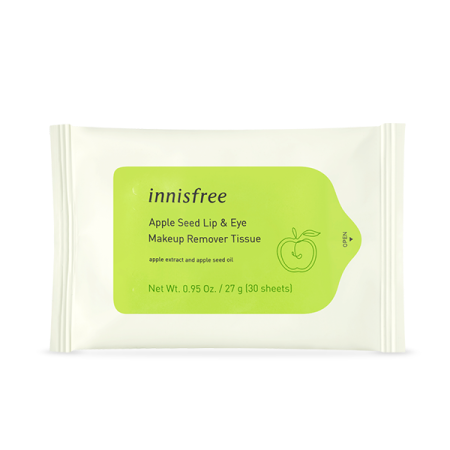 innisfree
Apple Seed Lip & Eye
Makeup Remover Tissue
apple extract and apple seed oil
Net Wt. 0.95 Oz. / 27 g (30 sheets)
OPEN